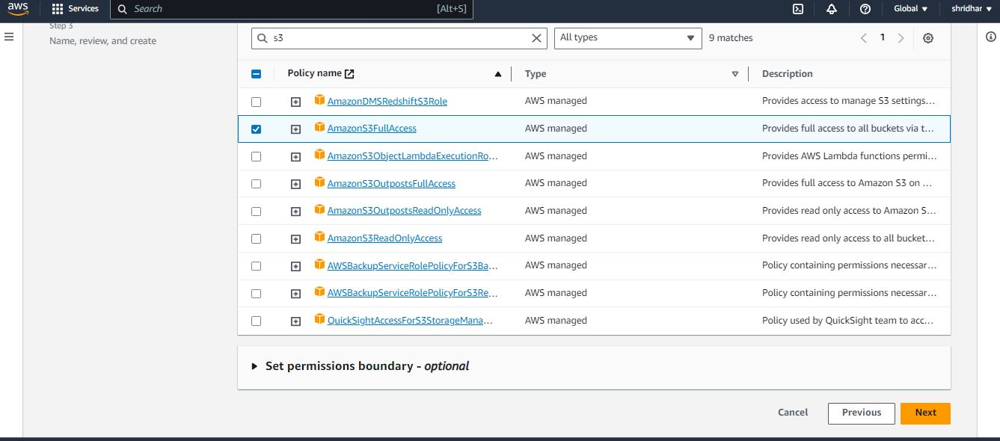 aws Services Search [Alt+S] Global shridhar
Step 3
Name, review, and create
s3 All types 9 matches 1
Policy name Type Description
AmazonDMSRedshiftS3Role AWS managed Provides access to manage S3 settings...
AmazonS3FullAccess AWS managed Provides full access to all buckets via t...
AmazonS3ObjectLambdaExecutionRo... AWS managed Provides AWS Lambda functions permi...
AmazonS3OutpostsFullAccess AWS managed Provides full access to Amazon S3 on ...
AmazonS3OutpostsReadOnlyAccess AWS managed Provides read only access to Amazon S...
AmazonS3ReadOnlyAccess AWS managed Provides read only access to all bucket...
AWSBackupServiceRolePolicyForS3Ba... AWS managed Policy containing permissions necessar...
AWSBackupServiceRolePolicyForS3Re... AWS managed Policy containing permissions necessar...
QuickSightAccessForS3StorageMana... AWS managed Policy used by QuickSight team to acc...
Set permissions boundary - optional
Cancel Previous Next